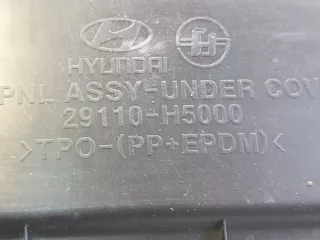 HYUNDAI
PNL ASSY-UNDER COV
29110-H5000
>TPO-(PP+EPDM)<